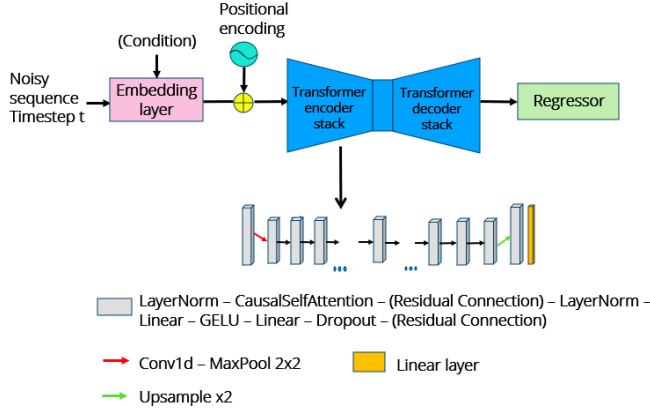 Positional
encoding
(Condition)
Noisy
sequence
Timestep t
Embedding
layer
Transformer
encoder
stack
Transformer
decoder
stack
Regressor
LayerNorm – CausalSelfAttention – (Residual Connection) – LayerNorm –
Linear – GELU – Linear – Dropout – (Residual Connection)
Conv1d – MaxPool 2x2
Linear layer
Upsample x2